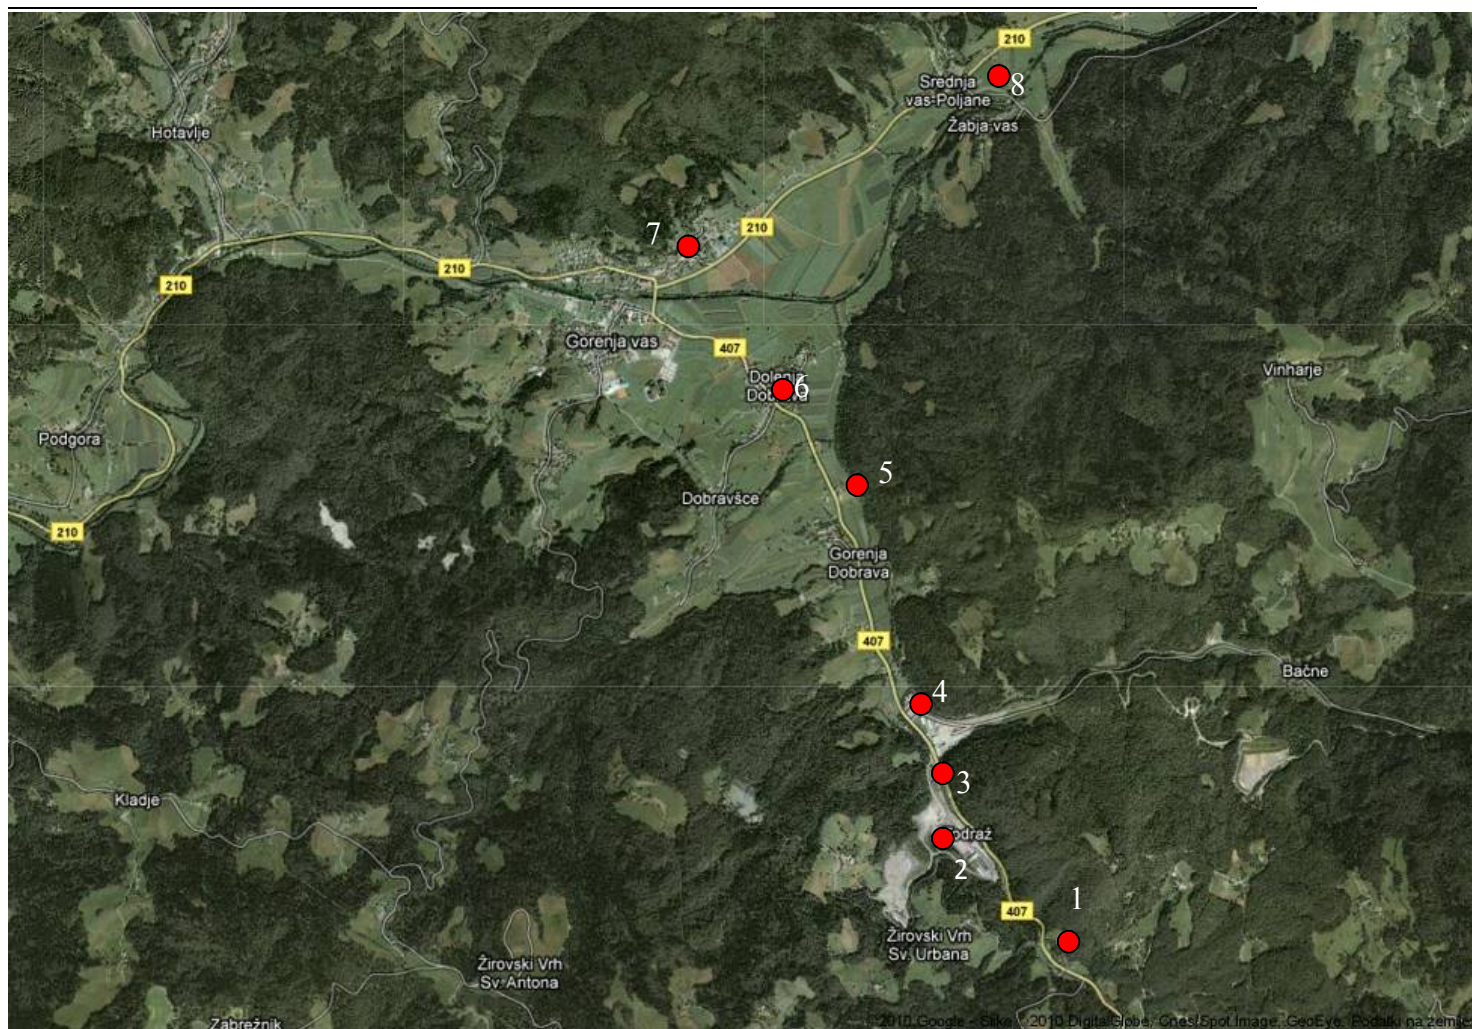 210
Srednja
vas-Poljane
8
Žabja vas
Hotavlje
7
210
210
210
Gorenja vas
407
Vinharje
Dolenja
Dobrava
6
Podgora
5
Dobravšce
210
Gorenja
Dobrava
407
Bačne
4
3
Kladje
Todraž
2
1
407
Žirovski Vrh
Sv. Urbana
Žirovski Vrh
Sv. Antona
Zabrežnik
©2010 Google - Slike ©2010 DigitalGlobe, Cnes/Spot Image, GeoEye, Podatki na